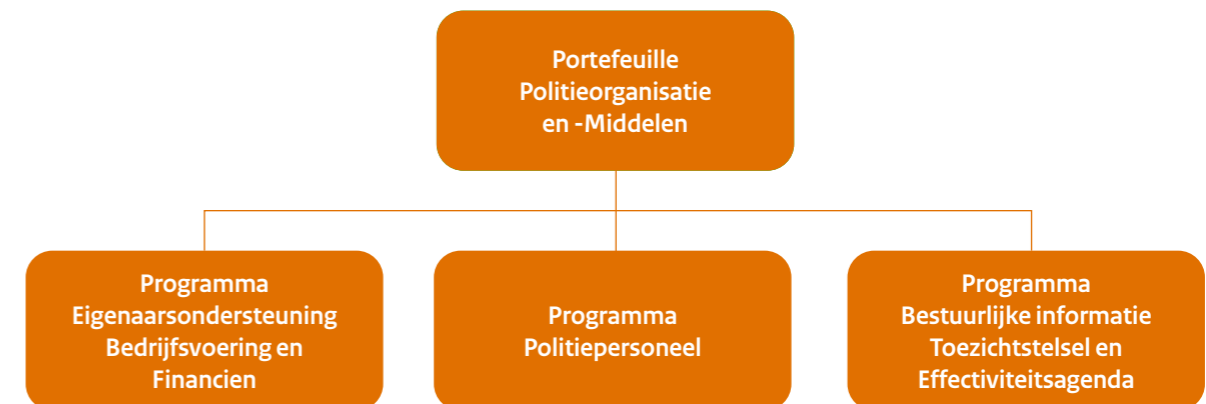 Portefeuille
Politieorganisatie
en -Middelen
Programma
Eigenaarsondersteuning
Bedrijfsvoering en
Financien
Programma
Politiepersoneel
Programma
Bestuurlijke informatie
Toezichtstelsel en
Effectiviteitsagenda